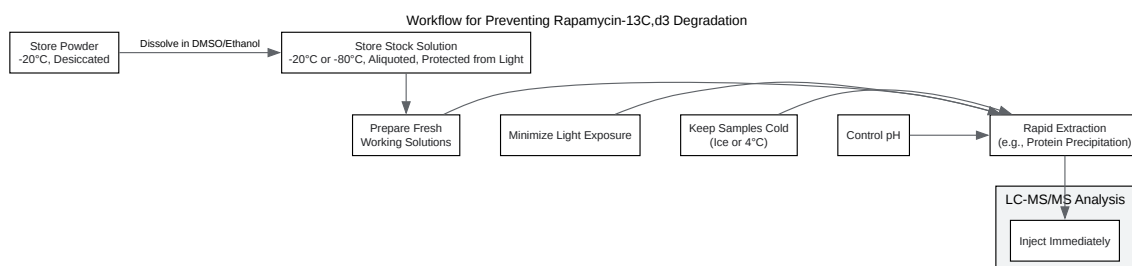 Workflow for Preventing Rapamycin-13C,d3 Degradation
Store Powder
-20°C, Desiccated
Dissolve in DMSO/Ethanol
Store Stock Solution
-20°C or -80°C, Aliquoted, Protected from Light
Prepare Fresh
Working Solutions
Minimize Light Exposure
Keep Samples Cold
(Ice or 4°C)
Control pH
Rapid Extraction
(e.g., Protein Precipitation)
LC-MS/MS Analysis
Inject Immediately